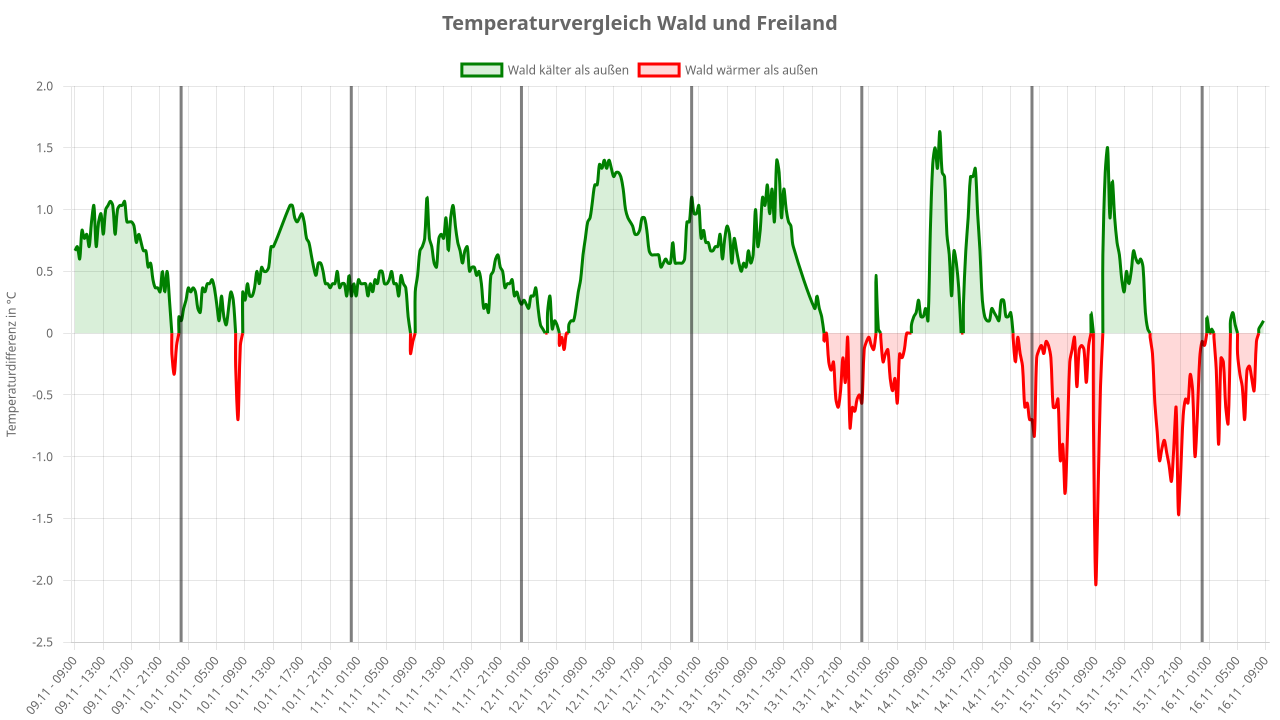 Temperaturvergleich Wald und Freiland
Wald kälter als außen
Wald wärmer als außen
Temperaturdifferenz in °C
2.0
1.5
1.0
0.5
0
-0.5
-1.0
-1.5
-2.0
-2.5
09.11 - 09:00
09.11 - 13:00
09.11 - 17:00
09.11 - 21:00
10.11 - 01:00
10.11 - 05:00
10.11 - 09:00
10.11 - 13:00
10.11 - 17:00
10.11 - 21:00
11.11 - 01:00
11.11 - 05:00
11.11 - 09:00
11.11 - 13:00
11.11 - 17:00
11.11 - 21:00
12.11 - 01:00
12.11 - 05:00
12.11 - 09:00
12.11 - 13:00
12.11 - 17:00
12.11 - 21:00
13.11 - 01:00
13.11 - 05:00
13.11 - 09:00
13.11 - 13:00
13.11 - 17:00
13.11 - 21:00
14.11 - 01:00
14.11 - 05:00
14.11 - 09:00
14.11 - 13:00
14.11 - 17:00
14.11 - 21:00
15.11 - 01:00
15.11 - 05:00
15.11 - 09:00
15.11 - 13:00
15.11 - 17:00
15.11 - 21:00
16.11 - 01:00
16.11 - 05:00
16.11 - 09:00